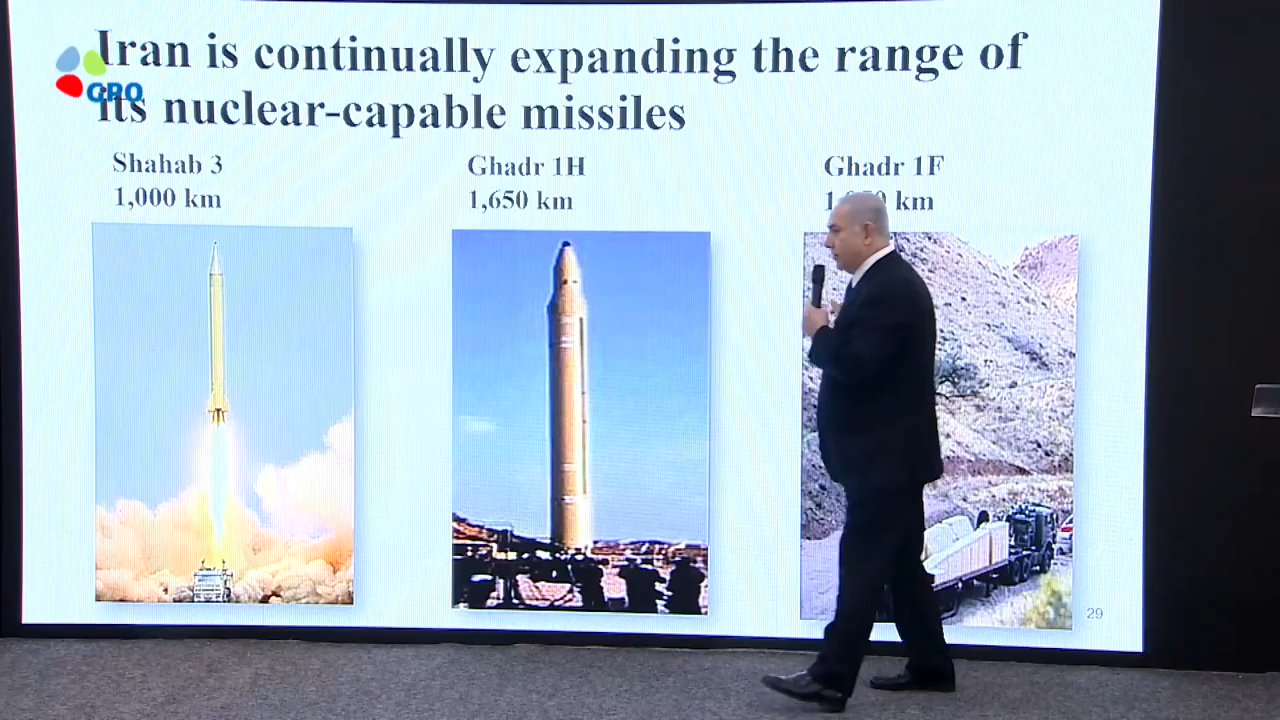 Iran is continually expanding the range of
its nuclear-capable missiles
GPO
Shahab 3
1,000 km
Ghadr 1H
1,650 km
Ghadr 1F
km
29